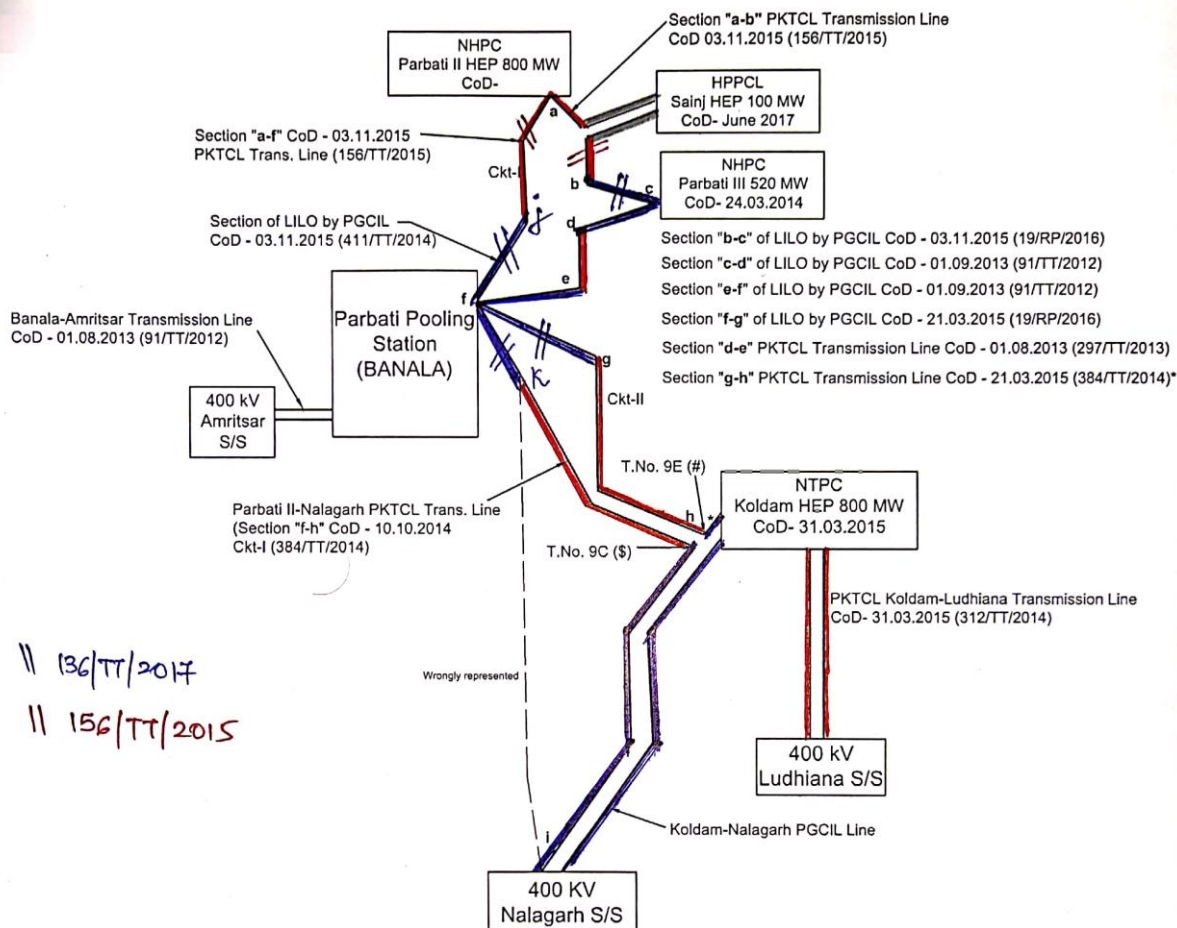 Section "a-b" PKTCL Transmission Line
CoD 03.11.2015 (156/TT/2015)
NHPC
Parbati II HEP 800 MW
CoD-
HPPCL
Sainj HEP 100 MW
CoD- June 2017
a
Section "a-f" CoD - 03.11.2015
PKTCL Trans. Line (156/TT/2015)
Ckt-I
NHPC
Parbati III 520 MW
CoD- 24.03.2014
b
c
d
j
Section of LILO by PGCIL
CoD - 03.11.2015 (411/TT/2014)
Section "b-c" of LILO by PGCIL CoD - 03.11.2015 (19/RP/2016)
Section "c-d" of LILO by PGCIL CoD - 01.09.2013 (91/TT/2012)
Section "e-f" of LILO by PGCIL CoD - 01.09.2013 (91/TT/2012)
Section "f-g" of LILO by PGCIL CoD - 21.03.2015 (19/RP/2016)
Section "d-e" PKTCL Transmission Line CoD - 01.08.2013 (297/TT/2013)
Section "g-h" PKTCL Transmission Line CoD - 21.03.2015 (384/TT/2014)*
e
f
Banala-Amritsar Transmission Line
CoD - 01.08.2013 (91/TT/2012)
Parbati Pooling
Station
(BANALA)
g
k
Ckt-II
400 kV
Amritsar
S/S
T.No. 9E (#)
h
*
NTPC
Koldam HEP 800 MW
CoD- 31.03.2015
Parbati II-Nalagarh PKTCL Trans. Line
(Section "f-h" CoD - 10.10.2014
Ckt-I (384/TT/2014)
T.No. 9C ($)
PKTCL Koldam-Ludhiana Transmission Line
CoD- 31.03.2015 (312/TT/2014)
Wrongly represented
\\ 136/TT/2017
\\ 156/TT/2015
400 kV
Ludhiana S/S
Koldam-Nalagarh PGCIL Line
i
400 KV
Nalagarh S/S